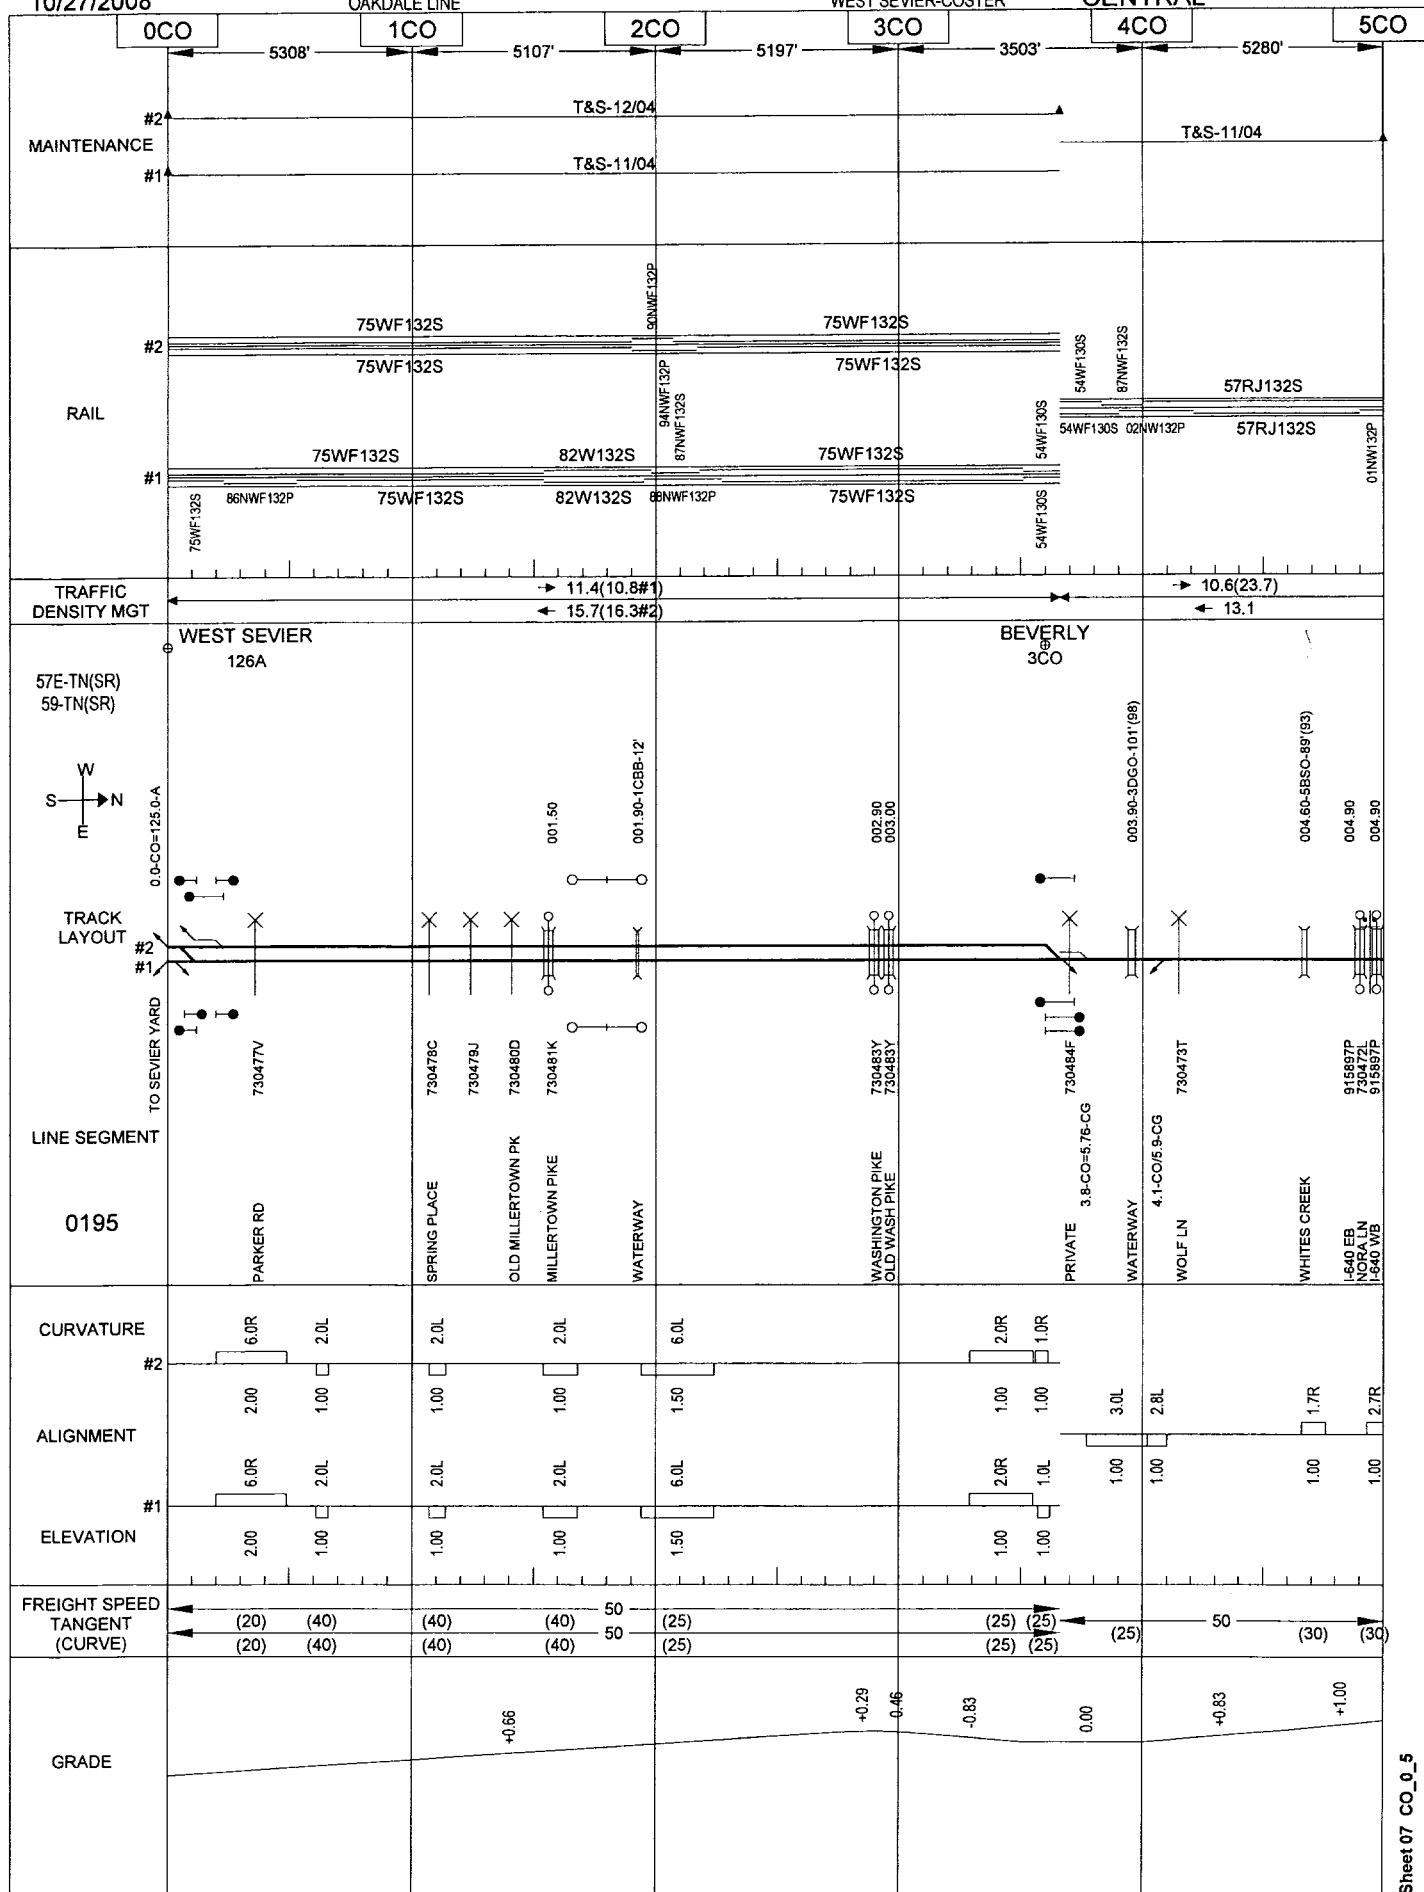 10/27/2008 OAKDALE LINE WEST SEVIER-COSTER CENTRAL
0CO 1CO 2CO 3CO 4CO 5CO
5308' 5107' 5197' 3503' 5280'
MAINTENANCE
#2 T&S-12/04
T&S-11/04
#1 T&S-11/04
RAIL
90NWF132P
75WF132S 75WF132S
#2
75WF132S 75WF132S
54WF130S 87NWF132S
57RJ132S
94NWF132P 87NWF132S
54WF130S
54WF130S 02NW132P 57RJ132S
01NW132P
75WF132S 82W132S 75WF132S
#1
86NWF132P 75WF132S 82W132S 88NWF132P 75WF132S
75WF132S 54WF130S
TRAFFIC
DENSITY MGT
11.4(10.8#1) 10.6(23.7)
15.7(16.3#2) 13.1
WEST SEVIER
126A
BEVERLY
3CO
57E-TN(SR)
59-TN(SR)
W
S N
E
0.0-CO=125.0-A
001.50
001.90-1CBB-12'
002.90
003.00
003.90-3DGO-101'(98)
004.60-5BSO-89'(93)
004.90
004.90
TRACK
LAYOUT
#2
#1
TO SEVIER YARD
730477V
730478C
730479J
730480D
730481K
730483Y
730483Y
730484F
730473T
915897P
730472L
915897P
LINE SEGMENT
0195
3.8-CO=5.76-CG
4.1-CO/5.9-CG
PARKER RD
SPRING PLACE
OLD MILLERTOWN PK
MILLERTOWN PIKE
WATERWAY
WASHINGTON PIKE
OLD WASH PIKE
PRIVATE
WATERWAY
WOLF LN
WHITES CREEK
I-640 EB
NORA LN
I-640 WB
CURVATURE
6.0R 2.0L 2.0L 2.0L 6.0L 2.0R 1.0R
#2
2.00 1.00 1.00 1.00 1.50 1.00 1.00
3.0L 2.8L 1.7R 2.7R
ALIGNMENT
1.00 1.00 1.00 1.00
6.0R 2.0L 2.0L 2.0L 6.0L 2.0R 1.0L
#1
ELEVATION
2.00 1.00 1.00 1.00 1.50 1.00 1.00
FREIGHT SPEED
TANGENT
(CURVE)
50
(20) (40) (40) (40) (25) (25) (25)
50
(20) (40) (40) (40) (25) (25) (25)
50
(25) (30) (30)
GRADE
+0.66 +0.29 0.46 -0.83 0.00 +0.83 +1.00
Sheet 07 CO_0_5